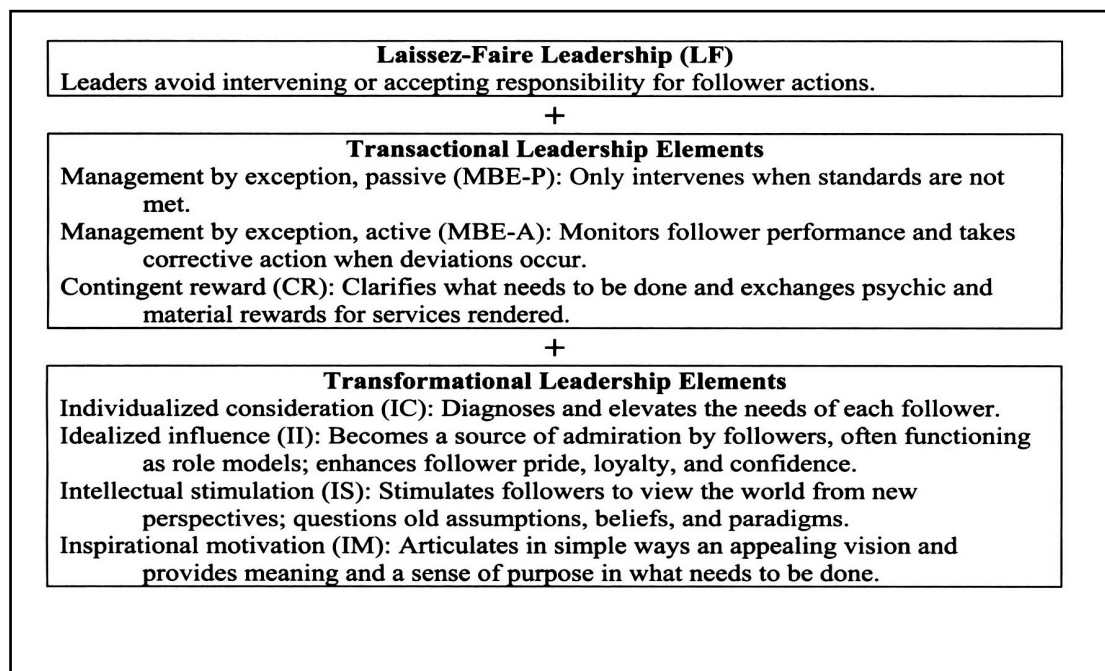 Laissez-Faire Leadership (LF)
Leaders avoid intervening or accepting responsibility for follower actions.
+
Transactional Leadership Elements
Management by exception, passive (MBE-P): Only intervenes when standards are not
met.
Management by exception, active (MBE-A): Monitors follower performance and takes
corrective action when deviations occur.
Contingent reward (CR): Clarifies what needs to be done and exchanges psychic and
material rewards for services rendered.
+
Transformational Leadership Elements
Individualized consideration (IC): Diagnoses and elevates the needs of each follower.
Idealized influence (II): Becomes a source of admiration by followers, often functioning
as role models; enhances follower pride, loyalty, and confidence.
Intellectual stimulation (IS): Stimulates followers to view the world from new
perspectives; questions old assumptions, beliefs, and paradigms.
Inspirational motivation (IM): Articulates in simple ways an appealing vision and
provides meaning and a sense of purpose in what needs to be done.